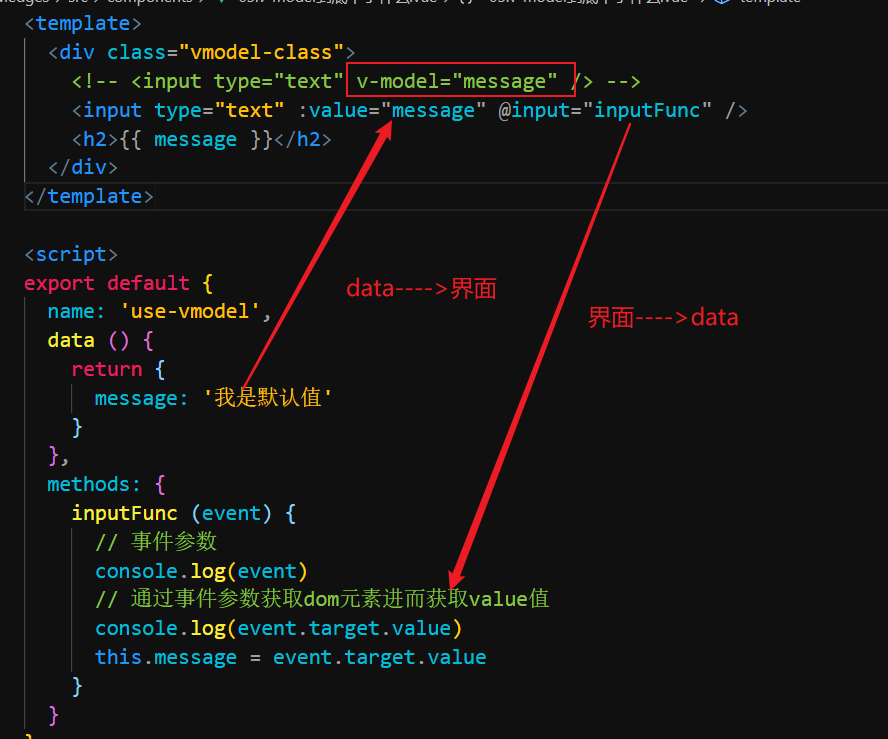 <template>
<div class="vmodel-class">
<!-- <input type="text" v-model="message" /> -->
<input type="text" :value="message" @input="inputFunc" />
<h2>{{ message }}</h2>
</div>
</template>
<script>
export default {
name: 'use-vmodel',
data () {
data---->界面
界面---->data
return {
message: '我是默认值'
}
},
methods: {
inputFunc (event) {
// 事件参数
console.log(event)
// 通过事件参数获取dom元素进而获取value值
console.log(event.target.value)
this.message = event.target.value
}
}